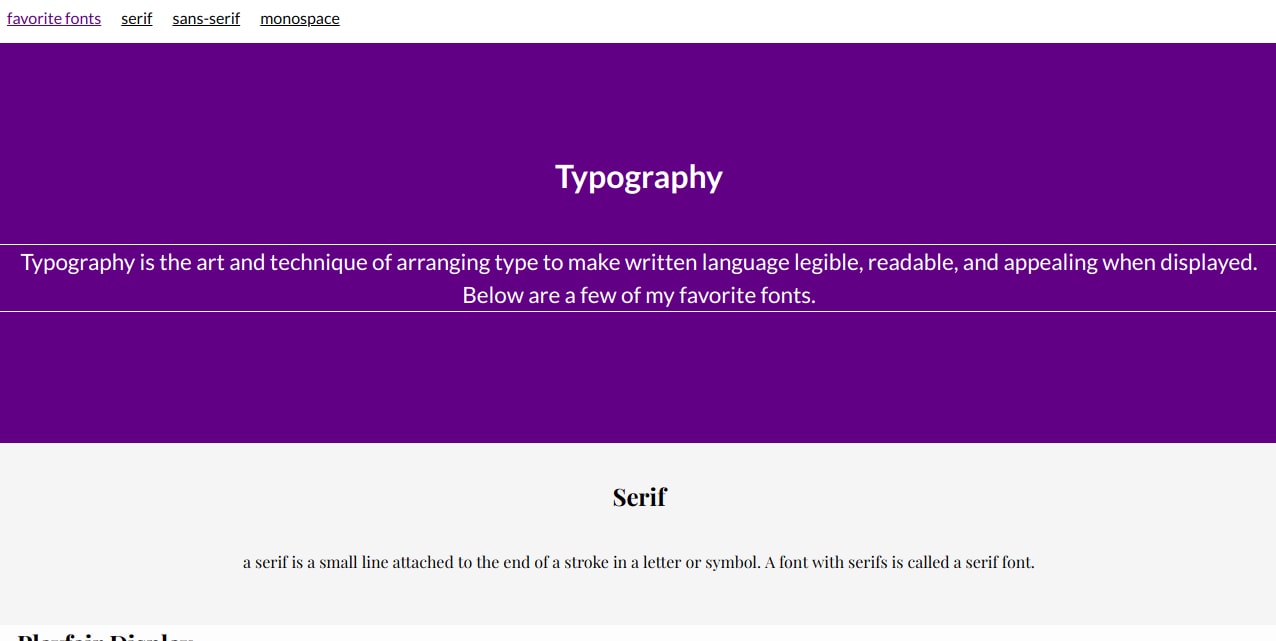 favorite fonts serif sans-serif monospace
Typography
Typography is the art and technique of arranging type to make written language legible, readable, and appealing when displayed.
Below are a few of my favorite fonts.
Serif
a serif is a small line attached to the end of a stroke in a letter or symbol. A font with serifs is called a serif font.
Playfair Display